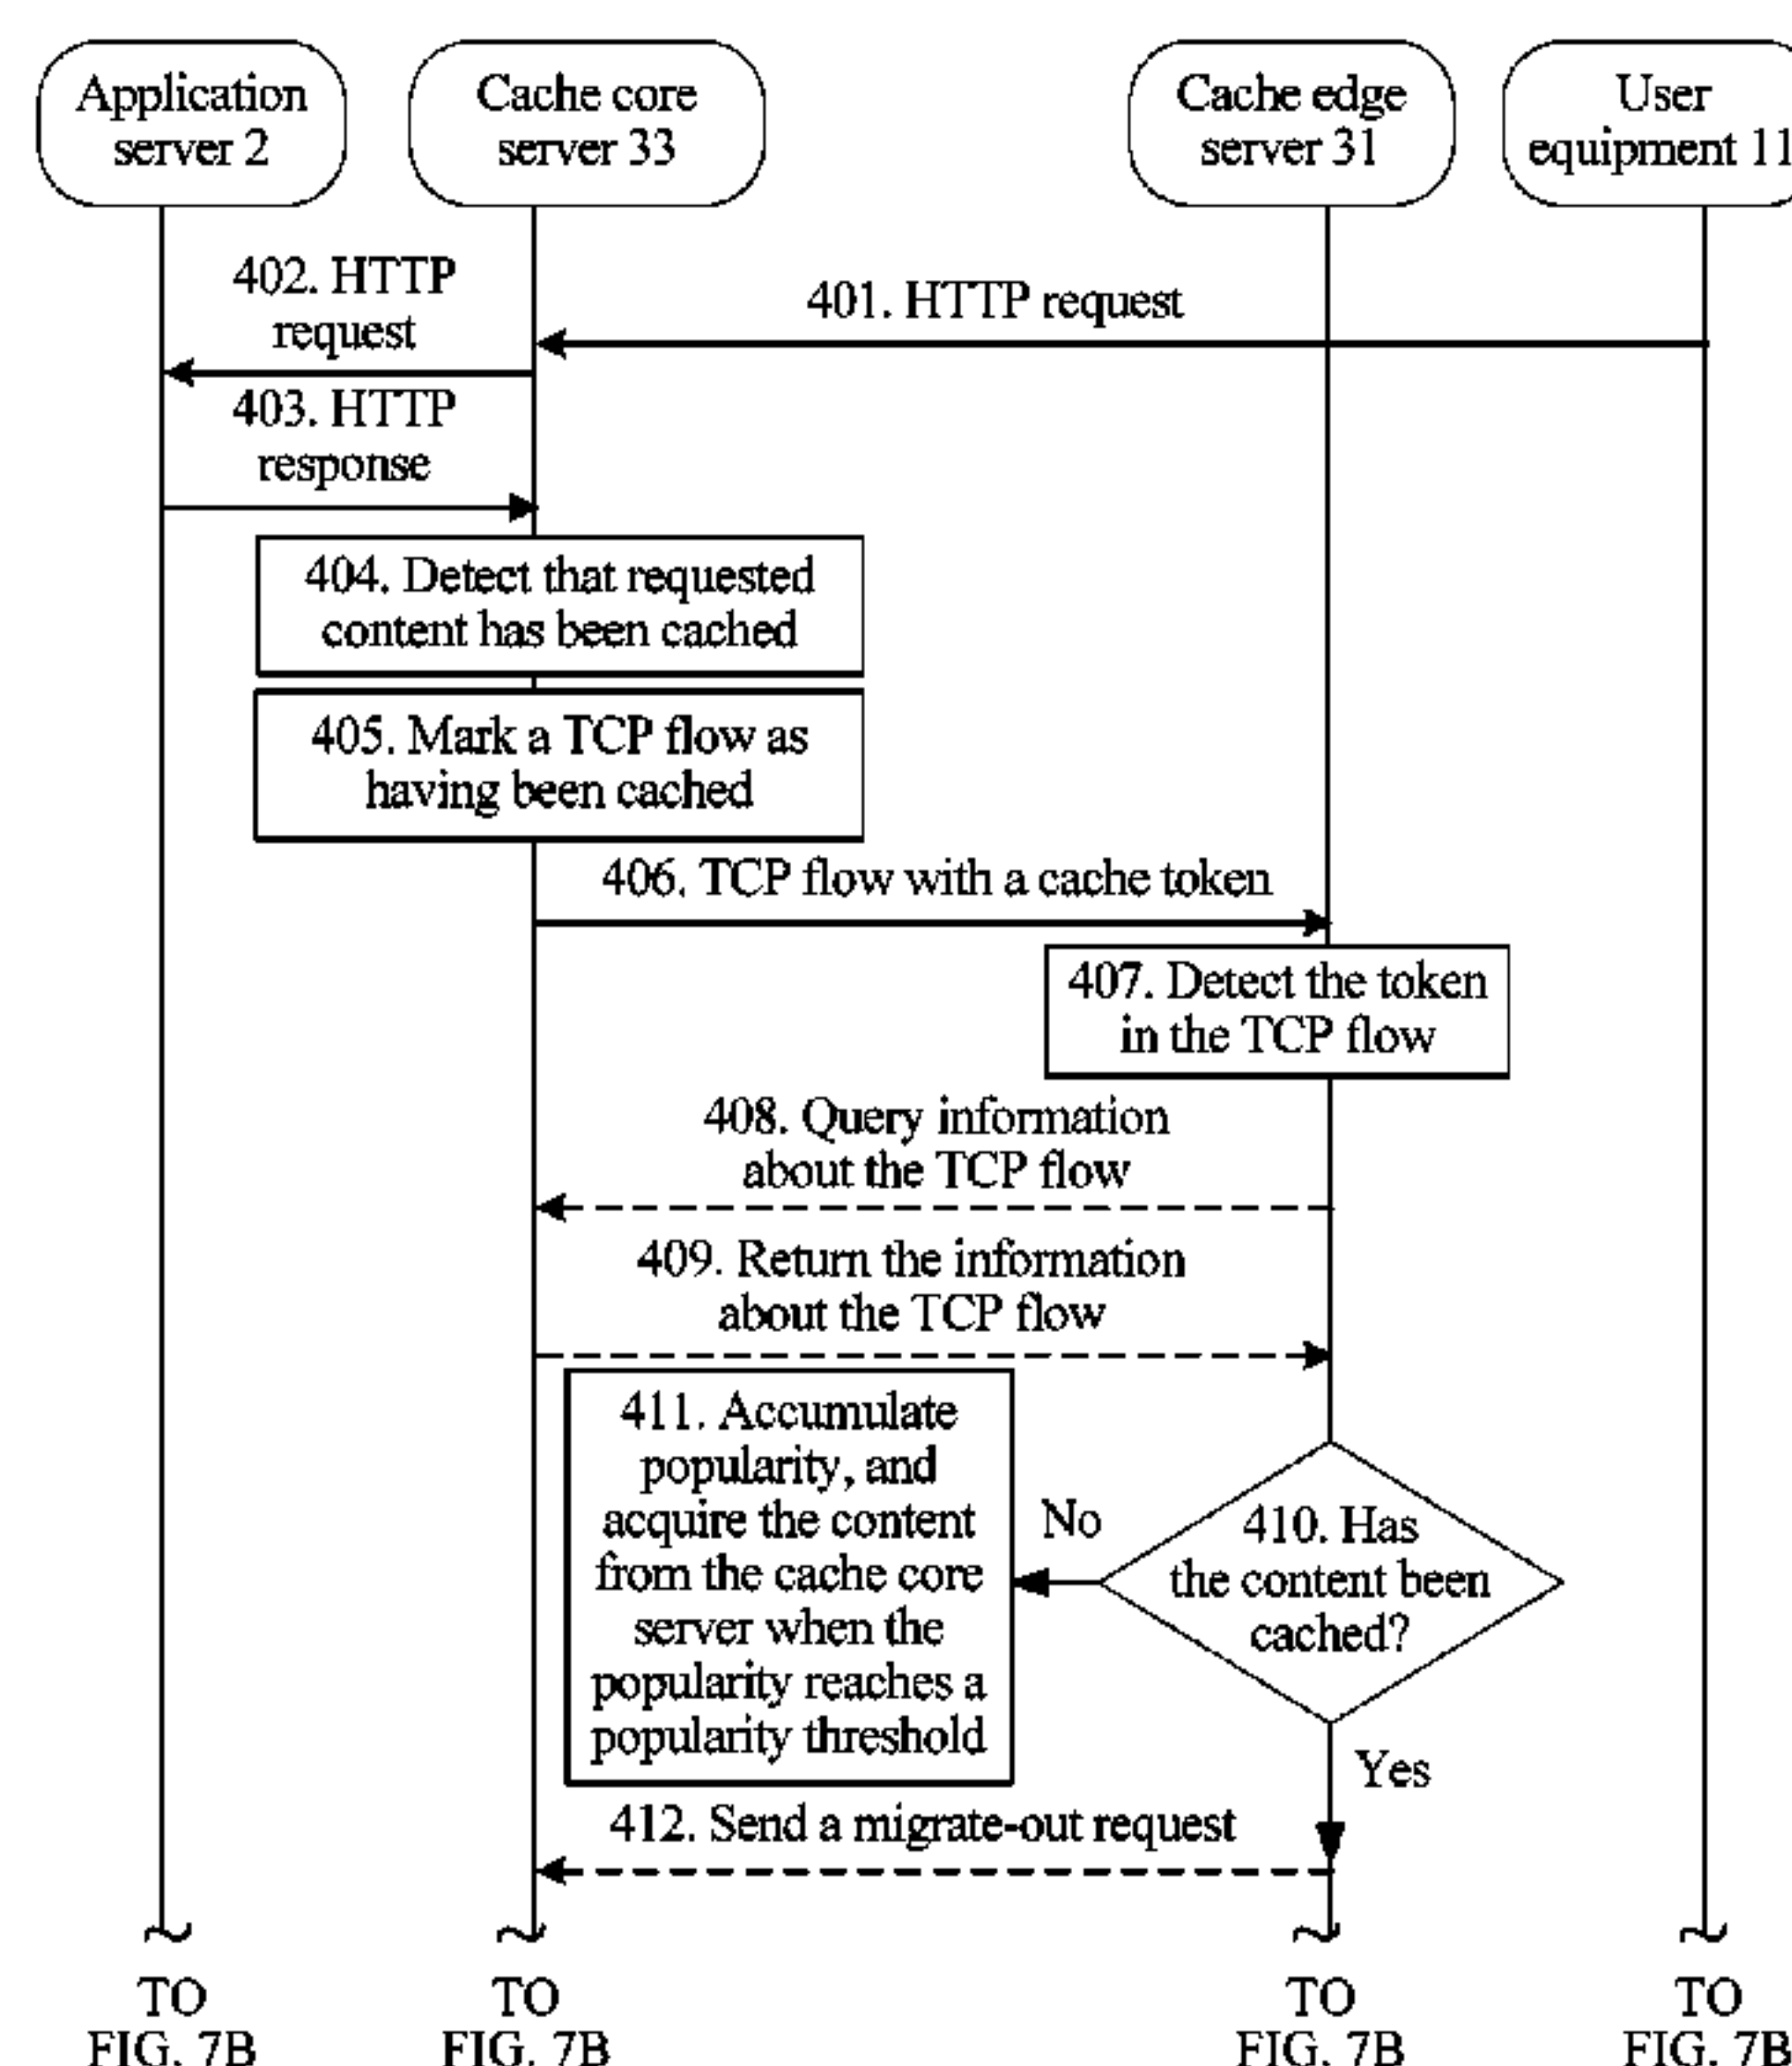 Application
server 2
Cache core
server 33
Cache edge
server 31
User
equipment 11
402. HTTP
request
401. HTTP request
403. HTTP
response
404. Detect that requested
content has been cached
405. Mark a TCP flow as
having been cached
406. TCP flow with a cache token
407. Detect the token
in the TCP flow
408. Query information
about the TCP flow
409. Return the information
about the TCP flow
411. Accumulate
popularity, and
acquire the content
from the cache core
server when the
popularity reaches a
popularity threshold
No
410. Has
the content been
cached?
Yes
412. Send a migrate-out request
TO
FIG. 7B
TO
FIG. 7B
TO
FIG. 7B
TO
FIG. 7B